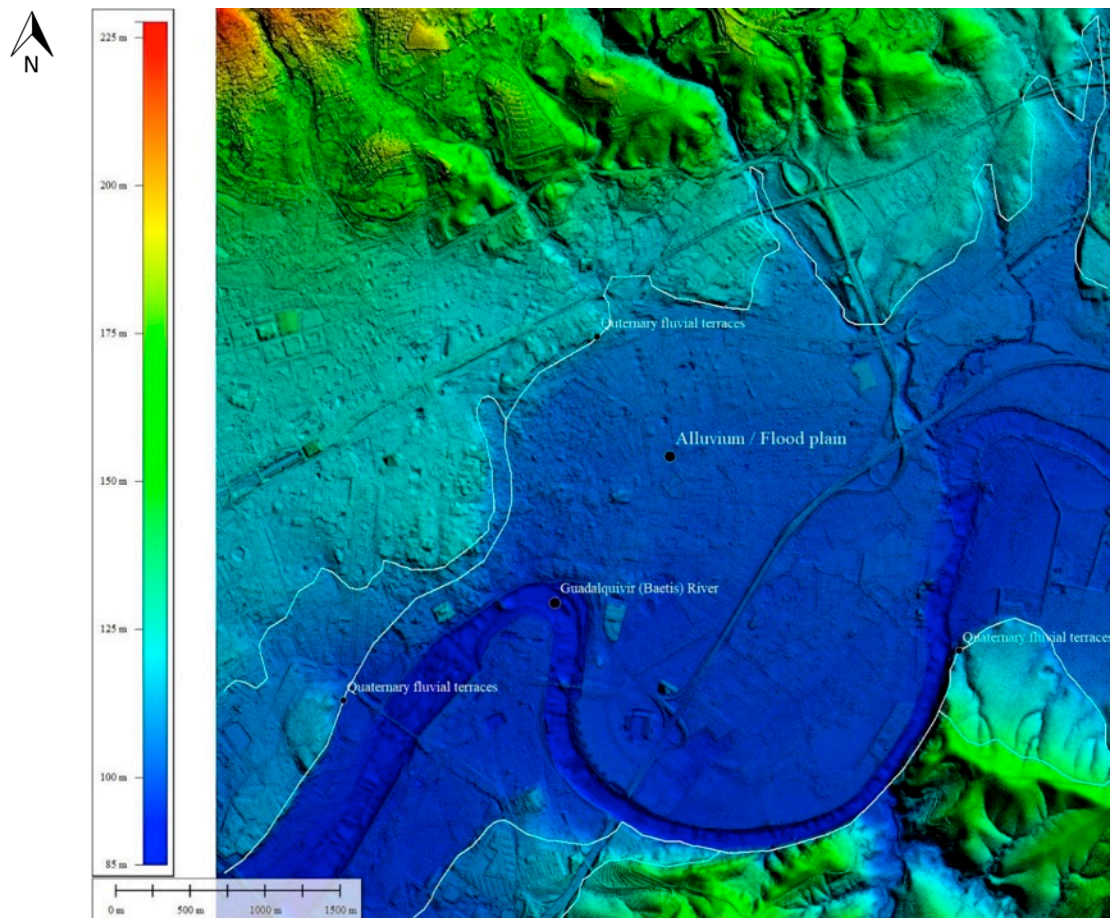 N
225 m
200 m
175 m
150 m
125 m
100 m
85 m
0 m 500 m 1000 m 1500 m
Quternary fluvial terraces
Alluvium / Flood plain
Guadalquivir (Baetis) River
Quaternary fluvial terraces
Quaternary fluvial terraces